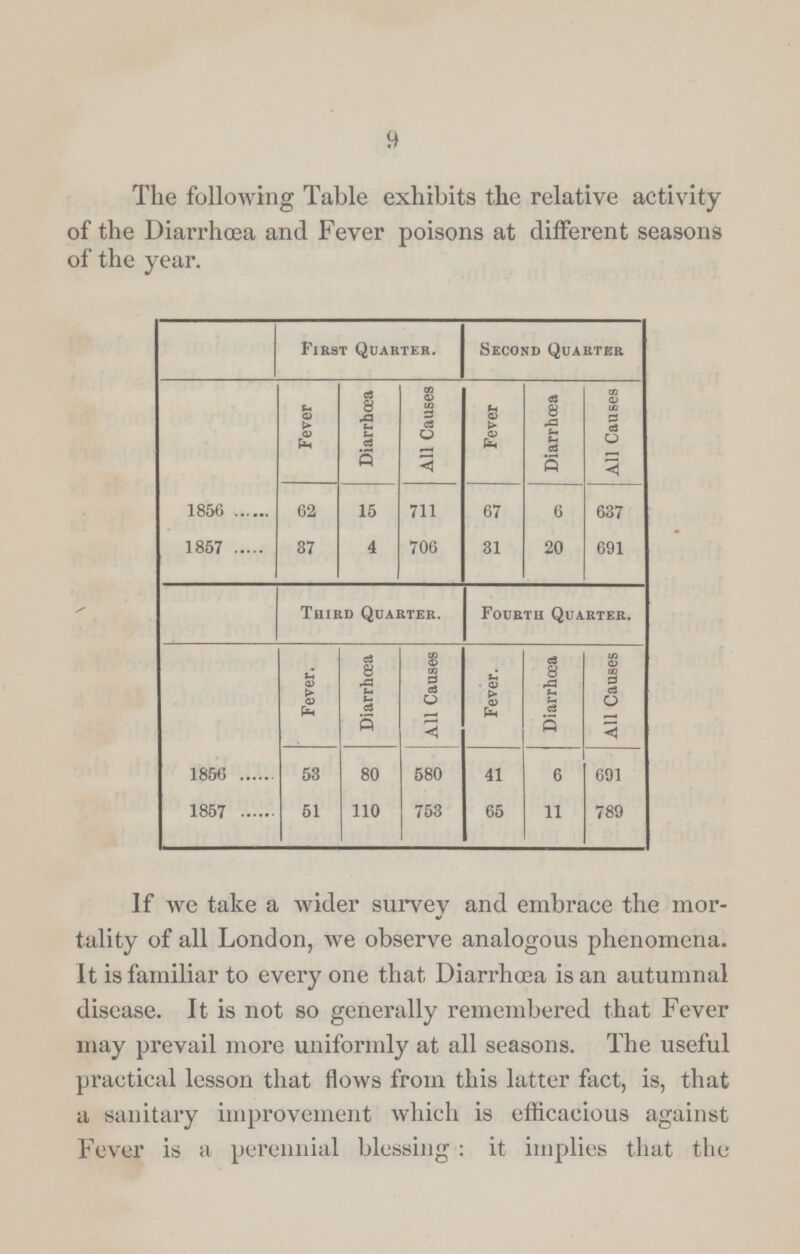 9
The following Table exhibits the relative activity
of the Diarrhœa and Fever poisons at different seasons
of the year.
First Quarter. Second Quarter
Fever Diarrhœa All Causes Fever Diarrhœa All Causes
1856 ...... 62 15 711 67 6 637
1857 ..... 37 4 706 31 20 691
Third Quarter. Fourth Quarter.
Fever. Diarrhœa All Causes Fever. Diarrhœa All Causes
1856 ...... 53 80 580 41 6 691
1857 ...... 51 110 753 65 11 789
If we take a wider survey and embrace the mor-
tality of all London, we observe analogous phenomena.
It is familiar to every one that Diarrhœa is an autumnal
disease. It is not so generally remembered that Fever
may prevail more uniformly at all seasons. The useful
practical lesson that flows from this latter fact, is, that
a sanitary improvement which is efficacious against
Fever is a perennial blessing : it implies that the